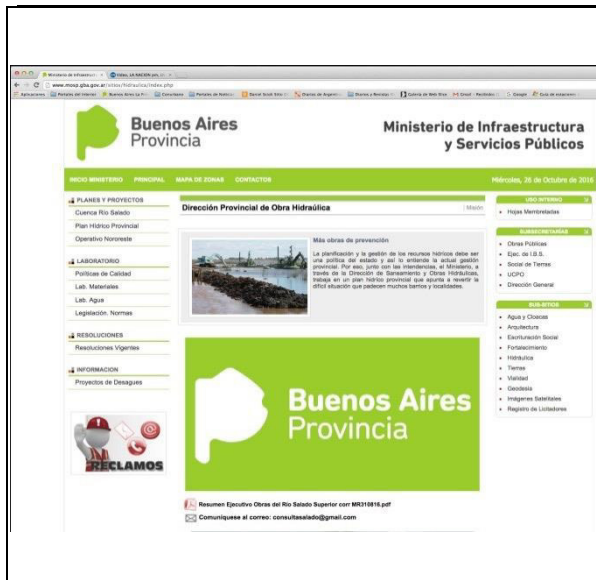 www.mosp.gba.gov.ar/sitios/hidraulica/index.php
Buenos Aires
Provincia
Ministerio de Infraestructura
y Servicios Públicos
INICIO MINISTERIO PRINCIPAL MAPA DE ZONAS CONTACTOS
Miércoles, 26 de Octubre de 2016
PLANES Y PROYECTOS
Cuenca Río Salado
Plan Hídrico Provincial
Operativo Noroeste
LABORATORIO
Políticas de Calidad
Lab. Materiales
Lab. Agua
Legislación. Normas
RESOLUCIONES
Resoluciones Vigentes
INFORMACION
Proyectos de Desagues
RECLAMOS
Dirección Provincial de Obra Hidraúlica
Misión
Más obras de prevención
La planificación y la gestión de los recursos hídricos debe ser
una política del estado y así lo entiende la actual gestión
provincial. Por eso, junto con las intendencias, el Ministerio, a
través de la Dirección de Saneamiento y Obras Hidráulicas,
trabaja en un plan hídrico provincial que apunta a revertir la
difícil situación que padecen muchos barrios y localidades.
Buenos Aires
Provincia
Resumen Ejecutivo Obras del Rio Salado Superior corr MR310816.pdf
Comuníquese al correo: consultasalado@gmail.com
USO INTERNO
Hojas Membretadas
SUBSECRETARÍAS
Obras Públicas
Ejec. de I.B.S.
Social de Tierras
UCPO
Dirección General
SUB-SITIOS
Agua y Cloacas
Arquitectura
Escrituración Social
Fortalecimiento
Hidráulica
Tierras
Vialidad
Geodesia
Imágenes Satelitales
Registro de Licitadores